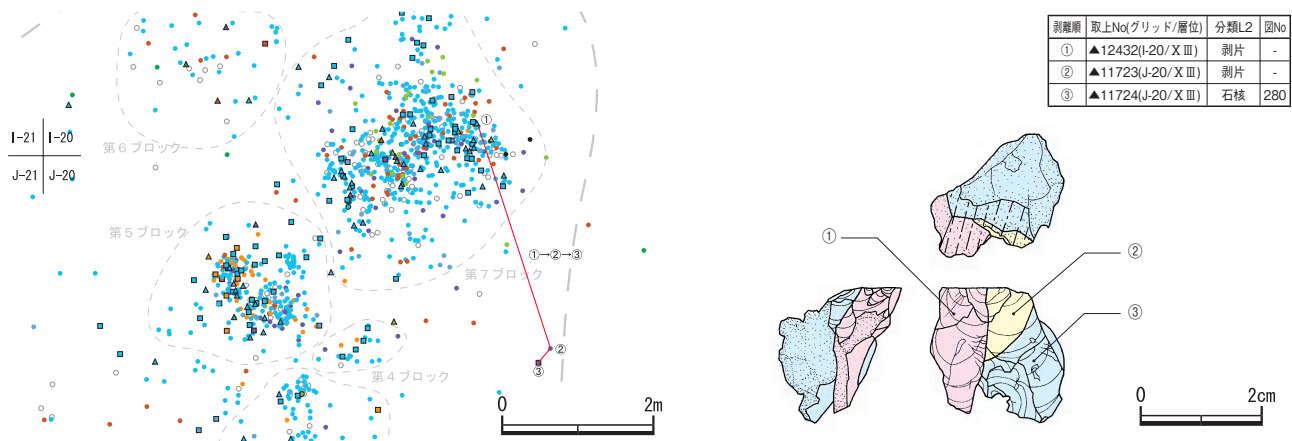 I-21 I-20
J-21 J-20
第6ブロック
第5ブロック
第7ブロック
第4ブロック
①
①→②→③
②
③
0 2m
剥離順 取上No(グリッド/層位) 分類L2 図No
① ▲12432(I-20/XⅢ) 剥片 -
② ▲11723(J-20/XⅢ) 剥片 -
③ ▲11724(J-20/XⅢ) 石核 280
①
②
③
0 2cm